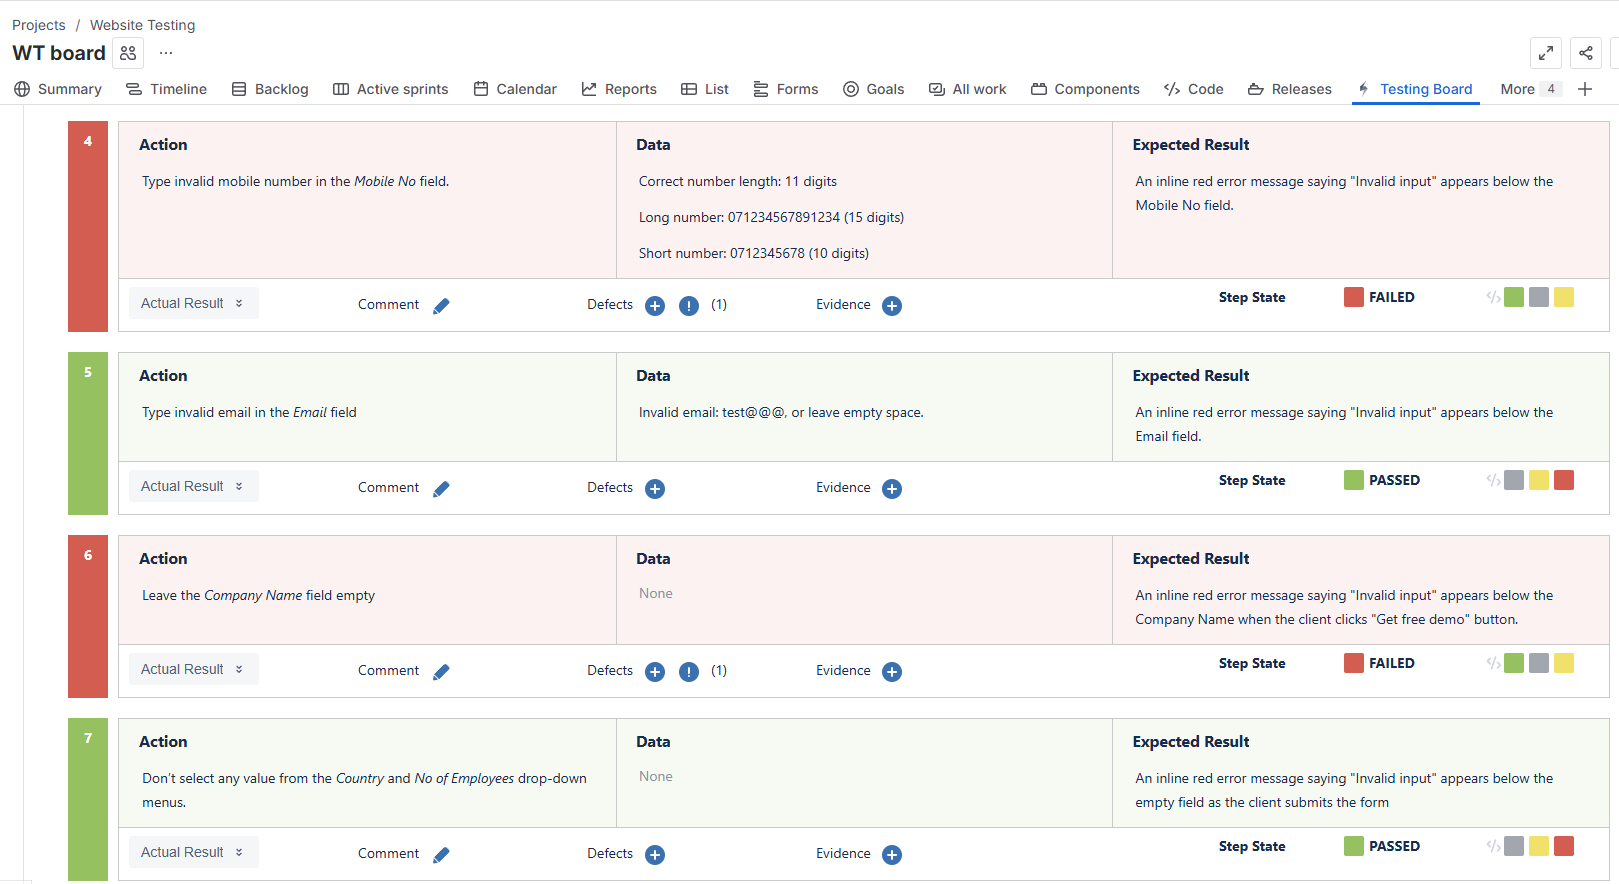 Projects / Website Testing
WT board ...
Summary Timeline Backlog Active sprints Calendar Reports List Forms Goals All work Components Code Releases Testing Board More 4
4
Action Data Expected Result
Type invalid mobile number in the Mobile No field. Correct number length: 11 digits An inline red error message saying "Invalid input" appears below the
Mobile No field.
Long number: 071234567891234 (15 digits)
Short number: 0712345678 (10 digits)
Actual Result Comment Defects (1) Evidence Step State FAILED
5
Action Data Expected Result
Type invalid email in the Email field Invalid email: test@@@, or leave empty space. An inline red error message saying "Invalid input" appears below the
Email field.
Actual Result Comment Defects Evidence Step State PASSED
6
Action Data Expected Result
Leave the Company Name field empty None An inline red error message saying "Invalid input" appears below the
Company Name when the client clicks "Get free demo" button.
Actual Result Comment Defects (1) Evidence Step State FAILED
7
Action Data Expected Result
Don't select any value from the Country and No of Employees drop-down None An inline red error message saying "Invalid input" appears below the
menus. empty field as the client submits the form
Actual Result Comment Defects Evidence Step State PASSED